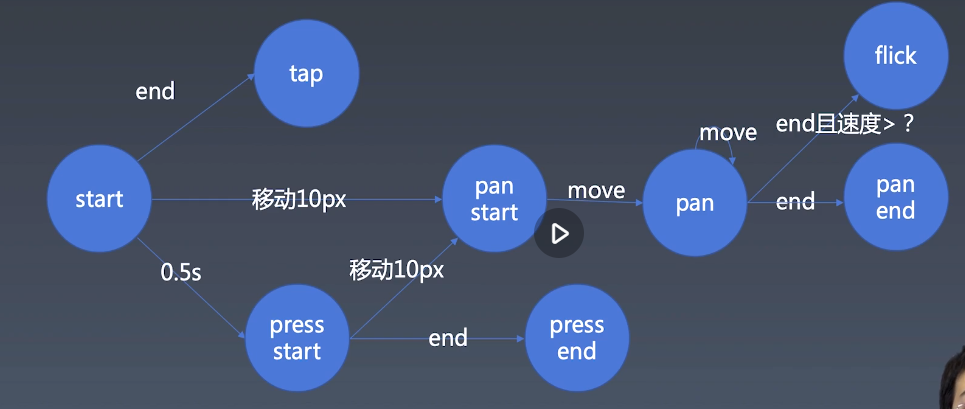 flick
tap
end
end且速度> ?
move
start
移动10px
pan
start
move
pan
end
pan
end
0.5s
移动10px
press
start
end
press
end